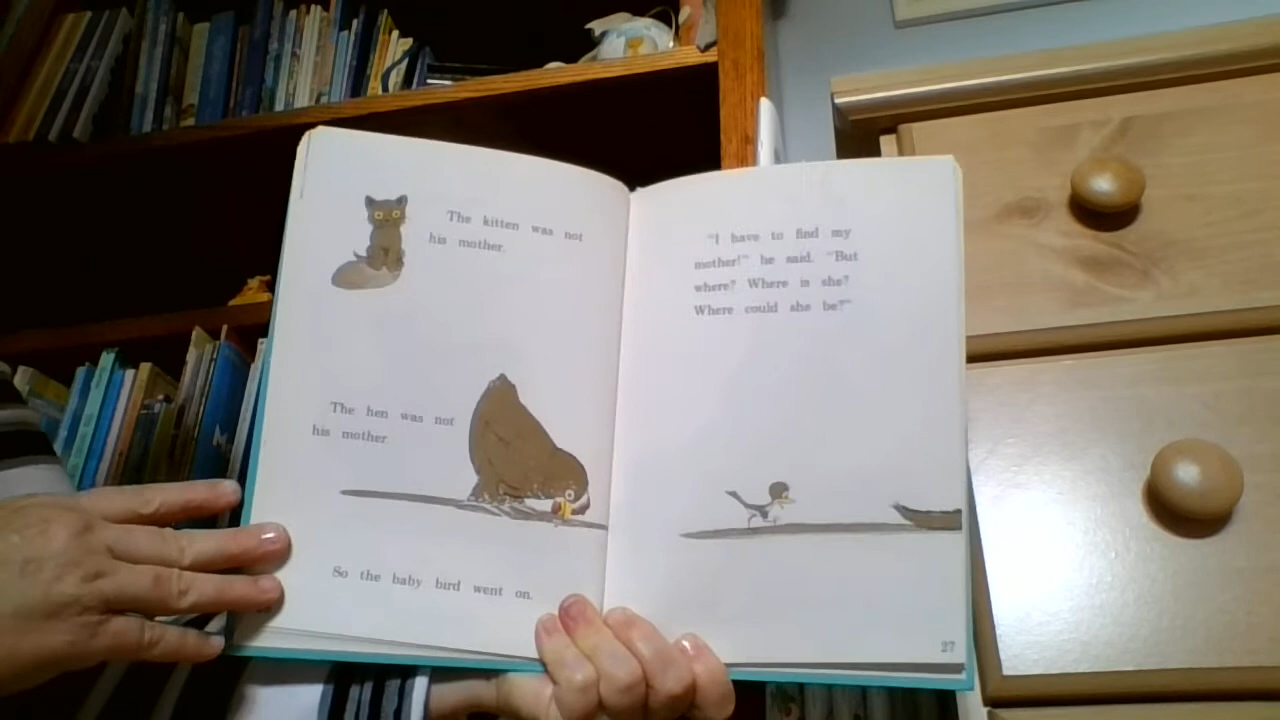 The kitten was not
his mother.
The hen was not
his mother.
So the baby bird went on.
"I have to find my
mother!" he said. "But
where? Where is she?
Where could she be?"
27